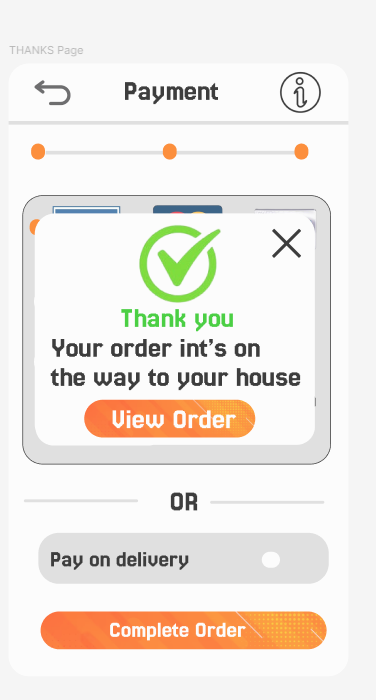 THANKS Page
Payment
Thank you
Your order int's on
the way to your house
View Order
OR
Pay on delivery
Complete Order